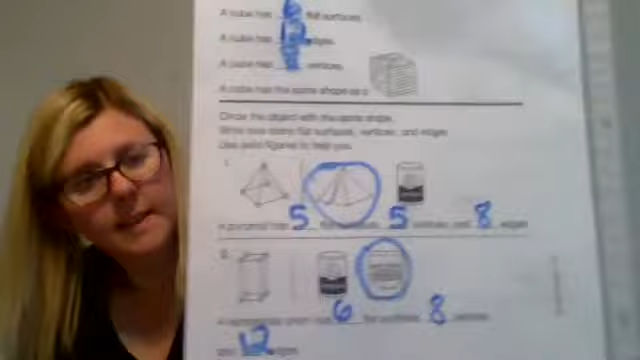 A cube has 6 flat surfaces.
A cube has 12 edges.
A cube has 8 vertices.
A cube has the same shape as a
Circle the object with the same shape.
Write how many flat surfaces, vertices, and edges.
Use solid figures to help you.
1.
A pyramid has 5 flat surfaces, 5 vertices, and 8 edges.
2.
A rectangular prism has 6 flat surfaces, 8 vertices,
and 12 edges.